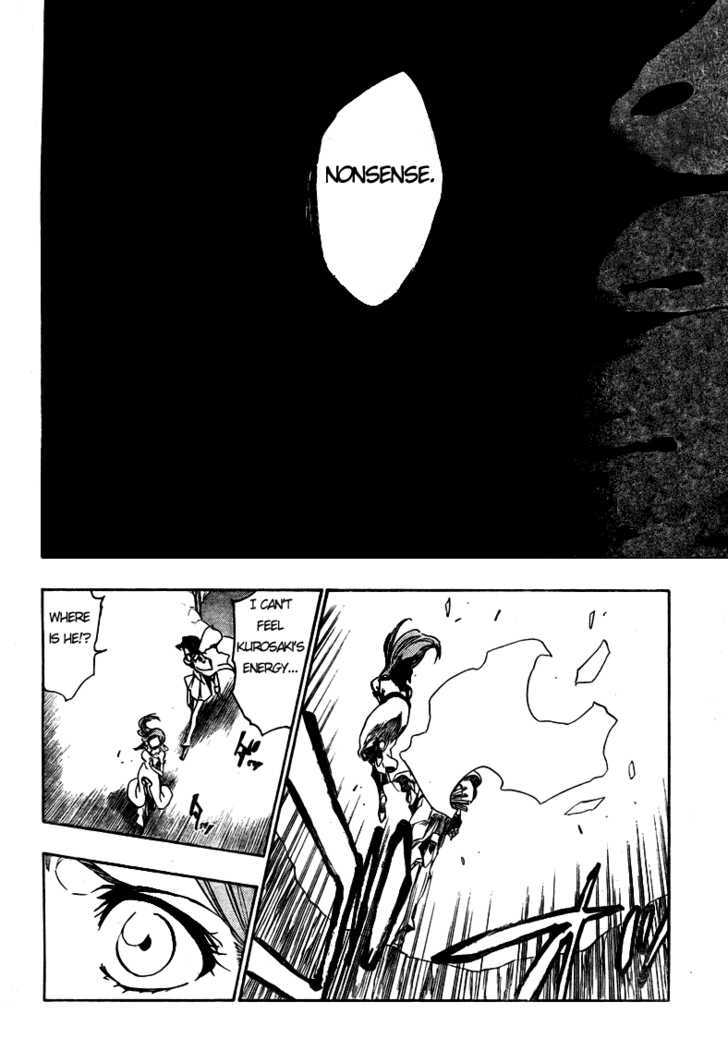 NONSENSE.
I CAN'T
FEEL
KUROSAKI'S
ENERGY...
WHERE
IS HE!?